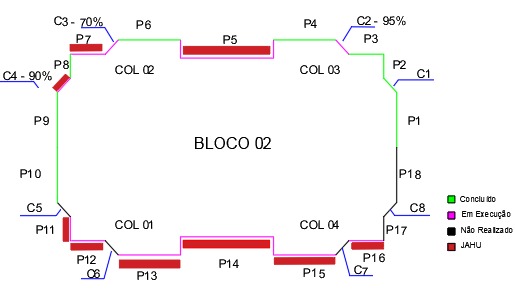 C3 - 70%
P6
P4
C2 - 95%
P7
P5
P3
P8
COL 02
COL 03
P2
C4 - 90%
C1
P9
P1
BLOCO 02
P10
P18
C5
C8
P11
COL 01
COL 04
P17
P12
P14
P16
C6
P13
P15
C7
Concluído
Em Execução
Não Realizado
JAHU